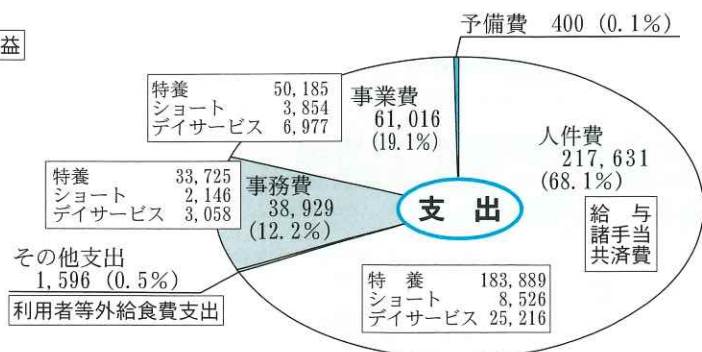 益
予備費 400 (0.1%)
特養 50,185
ショート 3,854
デイサービス 6,977
事業費
61,016
(19.1%)
人件費
217,631
(68.1%)
給 与
諸手当
共済費
特養 33,725
ショート 2,146
デイサービス 3,058
事務費
38,929
(12.2%)
支 出
その他支出
1,596 (0.5%)
利用者等外給食費支出
特 養 183,889
ショート 8,526
デイサービス 25,216